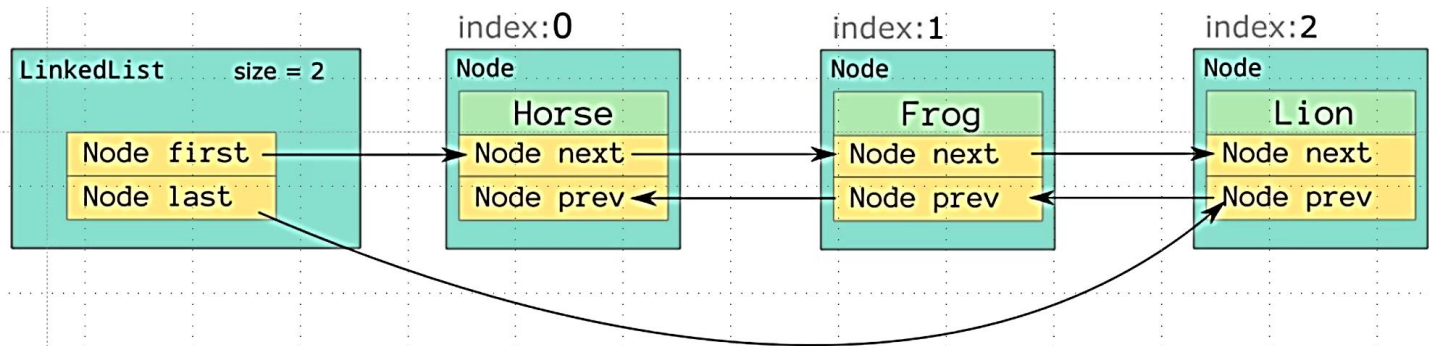 index:0
index:1
index:2
LinkedList size = 2
Node
Node
Node
Horse
Frog
Lion
Node first
Node next
Node next
Node next
Node last
Node prev
Node prev
Node prev